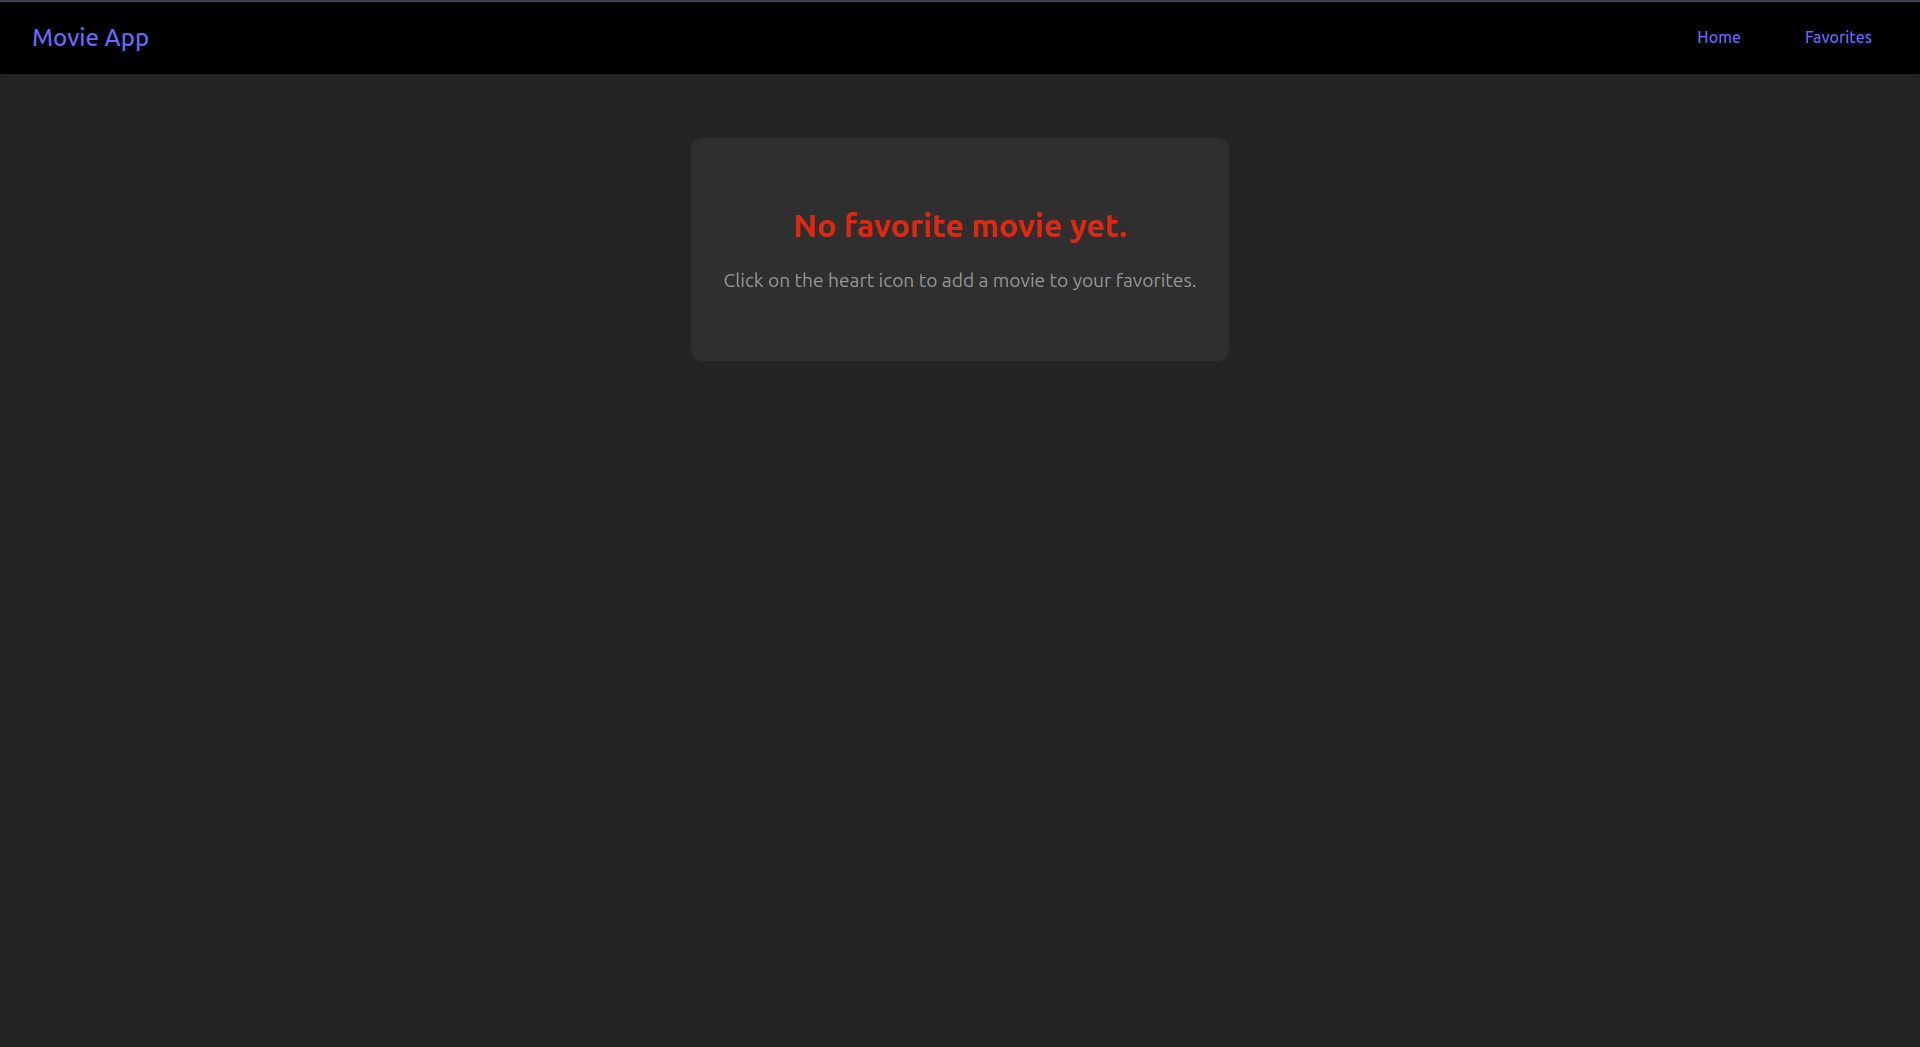 Movie App
Home
Favorites
No favorite movie yet.
Click on the heart icon to add a movie to your favorites.